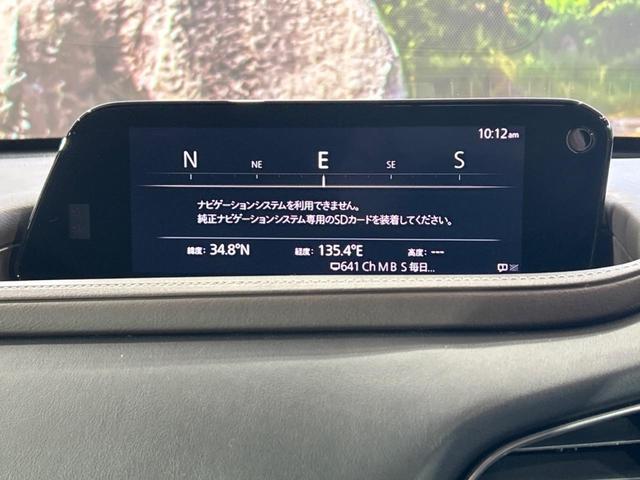 10:12am
N NE E SE S
ナビゲーションシステムを利用できません。
純正ナビゲーションシステム専用のSDカードを装着してください。
緯度: 34.8°N 経度: 135.4°E 高度: ---
641 Ch M B S 毎日...